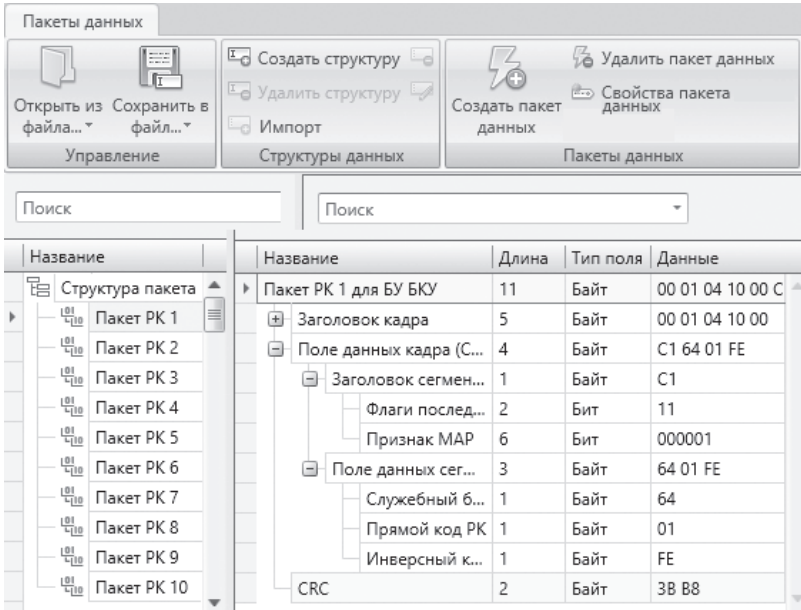 Пакеты данных
Открыть из файла...
Сохранить в файл...
Управление
Создать структуру
Удалить структуру
Импорт
Структуры данных
Создать пакет данных
Удалить пакет данных
Свойства пакета данных
Пакеты данных
Поиск
Поиск
Название
Структура пакета
Пакет РК 1
Пакет РК 2
Пакет РК 3
Пакет РК 4
Пакет РК 5
Пакет РК 6
Пакет РК 7
Пакет РК 8
Пакет РК 9
Пакет РК 10
Название Длина Тип поля Данные
Пакет РК 1 для БУ БКУ 11 Байт 00 01 04 10 00 C
Заголовок кадра 5 Байт 00 01 04 10 00
Поле данных кадра (С... 4 Байт C1 64 01 FE
Заголовок сегмен... 1 Байт C1
Флаги послед... 2 Бит 11
Признак MAP 6 Бит 000001
Поле данных сег... 3 Байт 64 01 FE
Служебный б... 1 Байт 64
Прямой код РК 1 Байт 01
Инверсный к... 1 Байт FE
CRC 2 Байт 3B B8